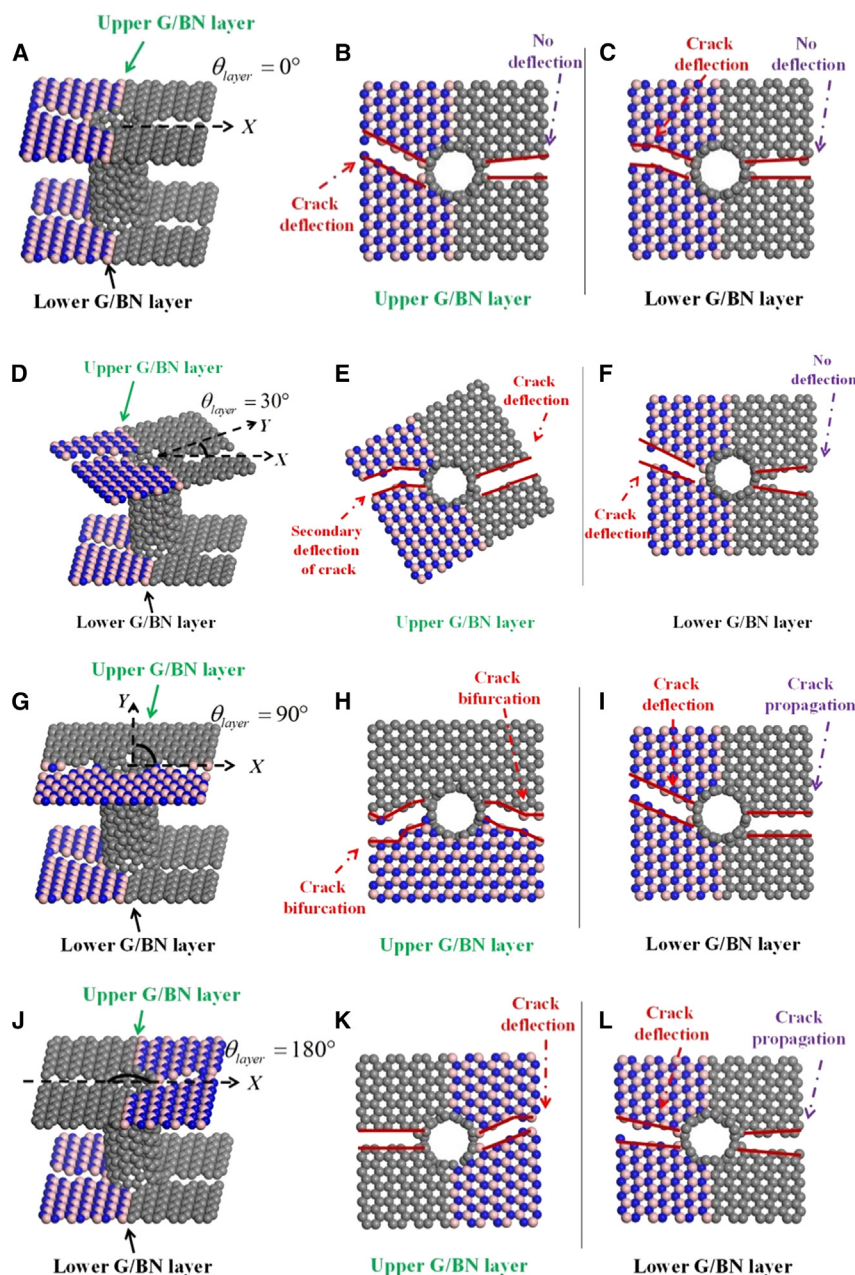 Upper G/BN layer
A
θlayer = 0°
X
Lower G/BN layer
B
No
deflection
Crack
deflection
Upper G/BN layer
C
Crack
deflection
No
deflection
Lower G/BN layer
D
Upper G/BN layer
θlayer = 30°
Y
X
Lower G/BN layer
E
Crack
deflection
Secondary
deflection
of crack
Upper G/BN layer
F
No
deflection
Crack
deflection
Lower G/BN layer
G
Upper G/BN layer
Y
θlayer = 90°
X
Lower G/BN layer
H
Crack
bifurcation
Crack
bifurcation
Upper G/BN layer
I
Crack
deflection
Crack
propagation
Lower G/BN layer
J
Upper G/BN layer
θlayer = 180°
X
Lower G/BN layer
K
Crack
deflection
Upper G/BN layer
L
Crack
deflection
Crack
propagation
Lower G/BN layer